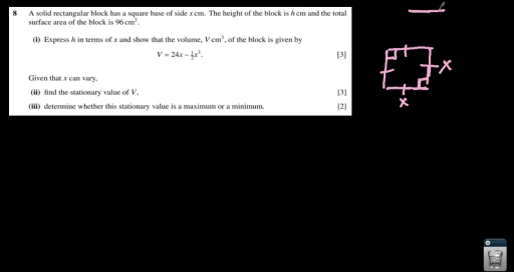 8 A solid rectangular block has a square base of side x cm. The height of the block is h cm and the total
surface area of the block is 96 cm².
(i) Express h in terms of x and show that the volume, V cm³, of the block is given by
V = 24x − ½x³. [3]
Given that x can vary,
(ii) find the stationary value of V, [3]
(iii) determine whether this stationary value is a maximum or a minimum. [2]
x
x